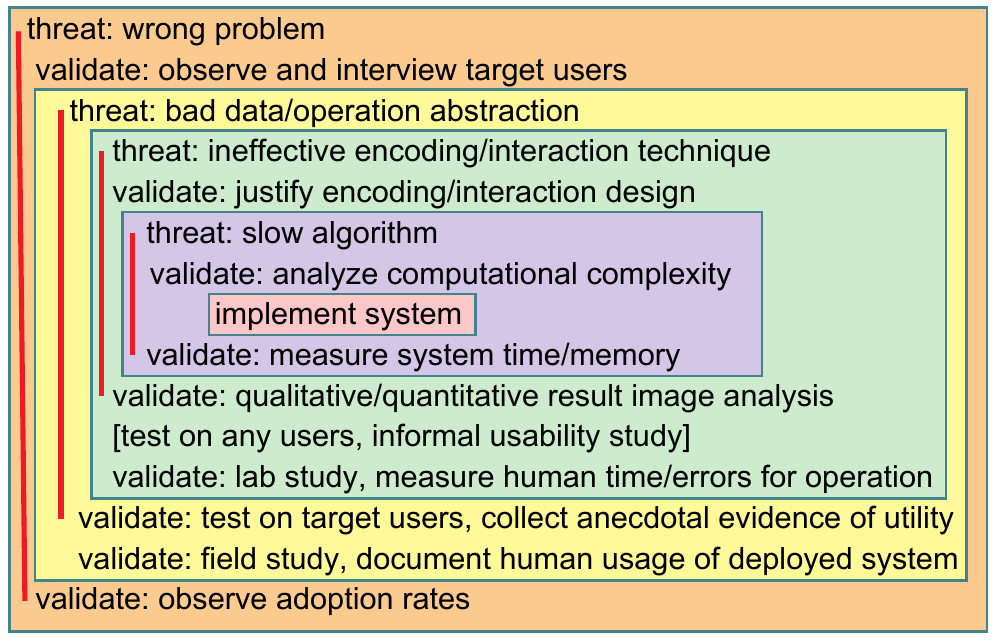 threat: wrong problem
validate: observe and interview target users
threat: bad data/operation abstraction
threat: ineffective encoding/interaction technique
validate: justify encoding/interaction design
threat: slow algorithm
validate: analyze computational complexity
implement system
validate: measure system time/memory
validate: qualitative/quantitative result image analysis
[test on any users, informal usability study]
validate: lab study, measure human time/errors for operation
validate: test on target users, collect anecdotal evidence of utility
validate: field study, document human usage of deployed system
validate: observe adoption rates